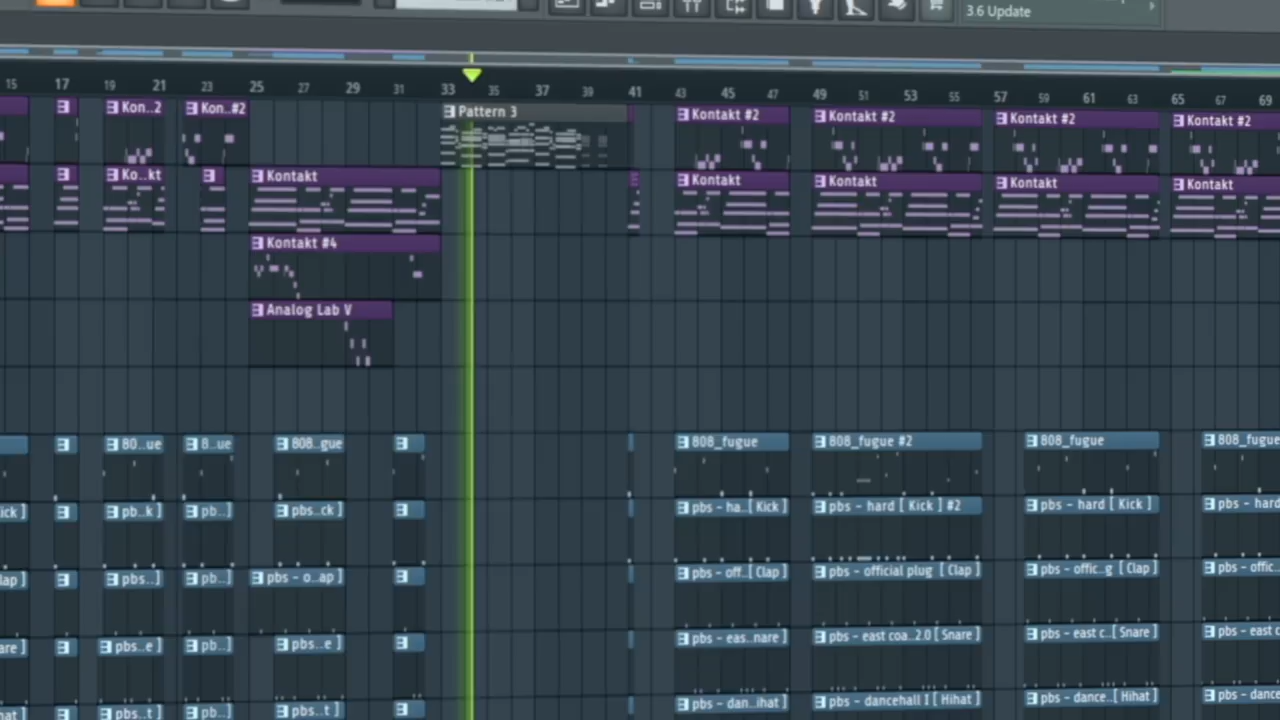 3.6 Update
15 17 19 21 23 25 27 29 31 33 35 37 39 41 43 45 47 49 51 53 55 57 59 61 63 65 67 69
Kon..2 Kon..#2 Pattern 3 Kontakt #2 Kontakt #2 Kontakt #2 Kontakt #2
Ko..kt Kontakt Kontakt Kontakt Kontakt Kontakt
Kontakt #4
Analog Lab V
80..ue 8..ue 808..gue 808_fugue 808_fugue #2 808_fugue 808_fugue
ick ] pb..k ] pb..] pbs..ck ] pbs - ha..[ Kick ] pbs - hard [ Kick ] #2 pbs - hard [ Kick ] pbs - hard
lap ] pbs..] pb..] pbs - o..ap ] pbs - off..[ Clap ] pbs - official plug [ Clap ] pbs - offic..g [ Clap ] pbs - offic..
are ] pbs..e ] pb..] pbs..e ] pbs - eas..nare ] pbs - east coa..2.0 [ Snare ] pbs - east c..[ Snare ] pbs - east c
hat ] pbs..t ] pb..] pbs..t ] pbs - dan..ihat ] pbs - dancehall 1 [ Hihat ] pbs - dance..[ Hihat ] pbs - dance